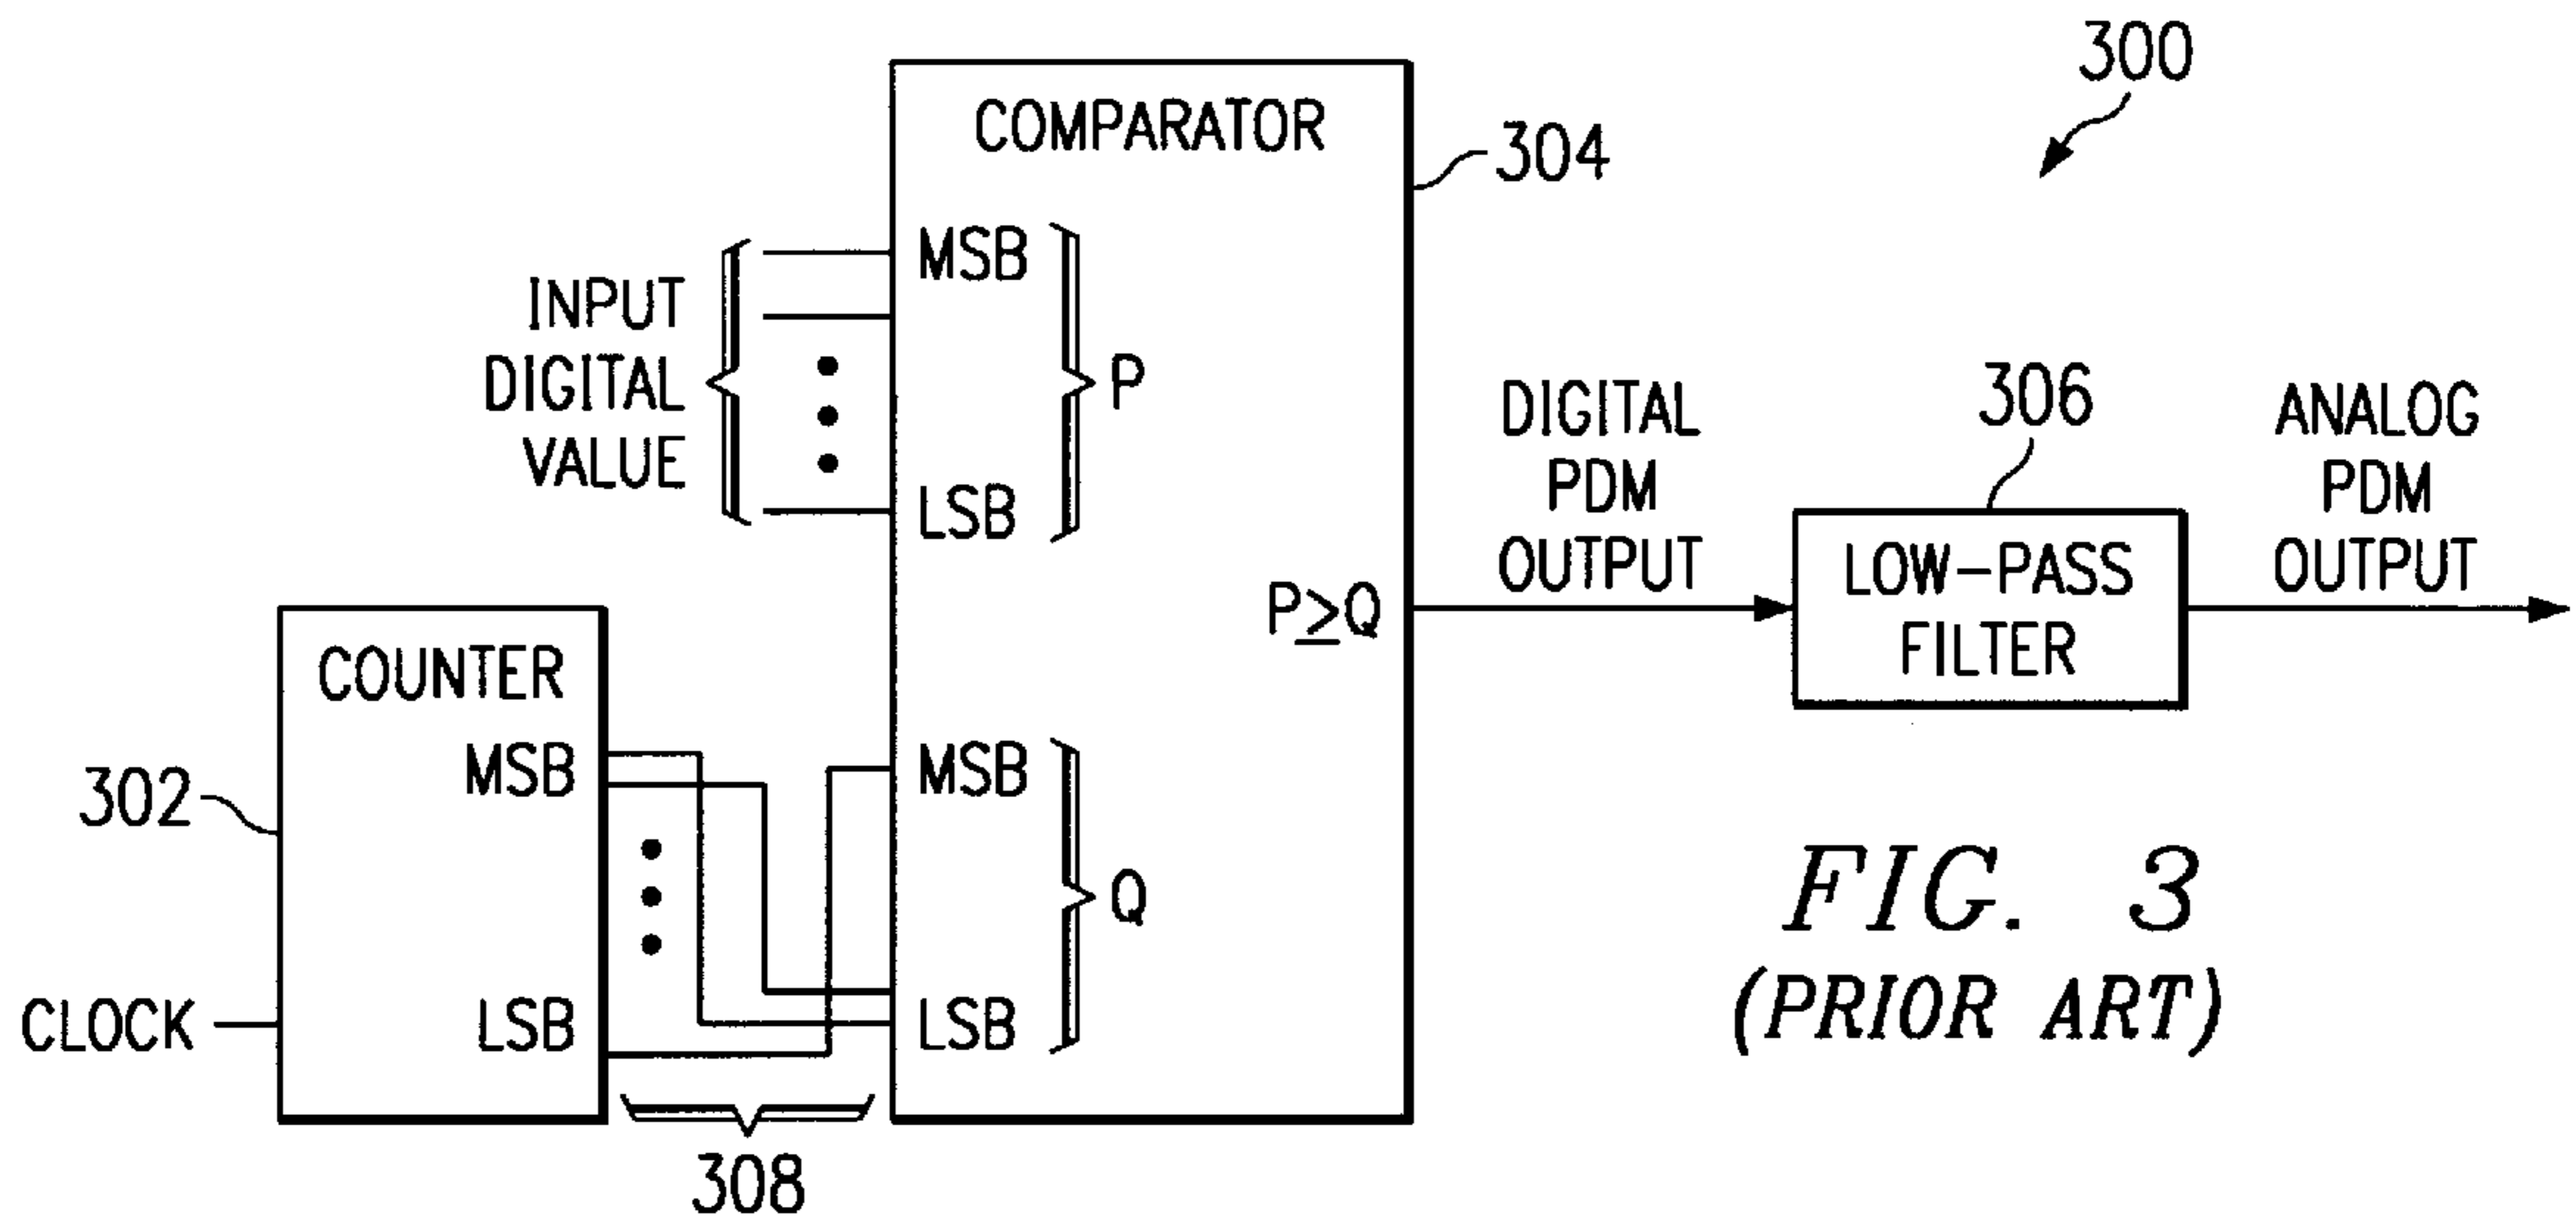 300
COMPARATOR
304
MSB
INPUT
DIGITAL
VALUE
P
LSB
306
DIGITAL
PDM
OUTPUT
ANALOG
PDM
OUTPUT
LOW-PASS
FILTER
P≥Q
COUNTER
MSB
302
MSB
Q
LSB
CLOCK
LSB
308
FIG. 3
(PRIOR ART)